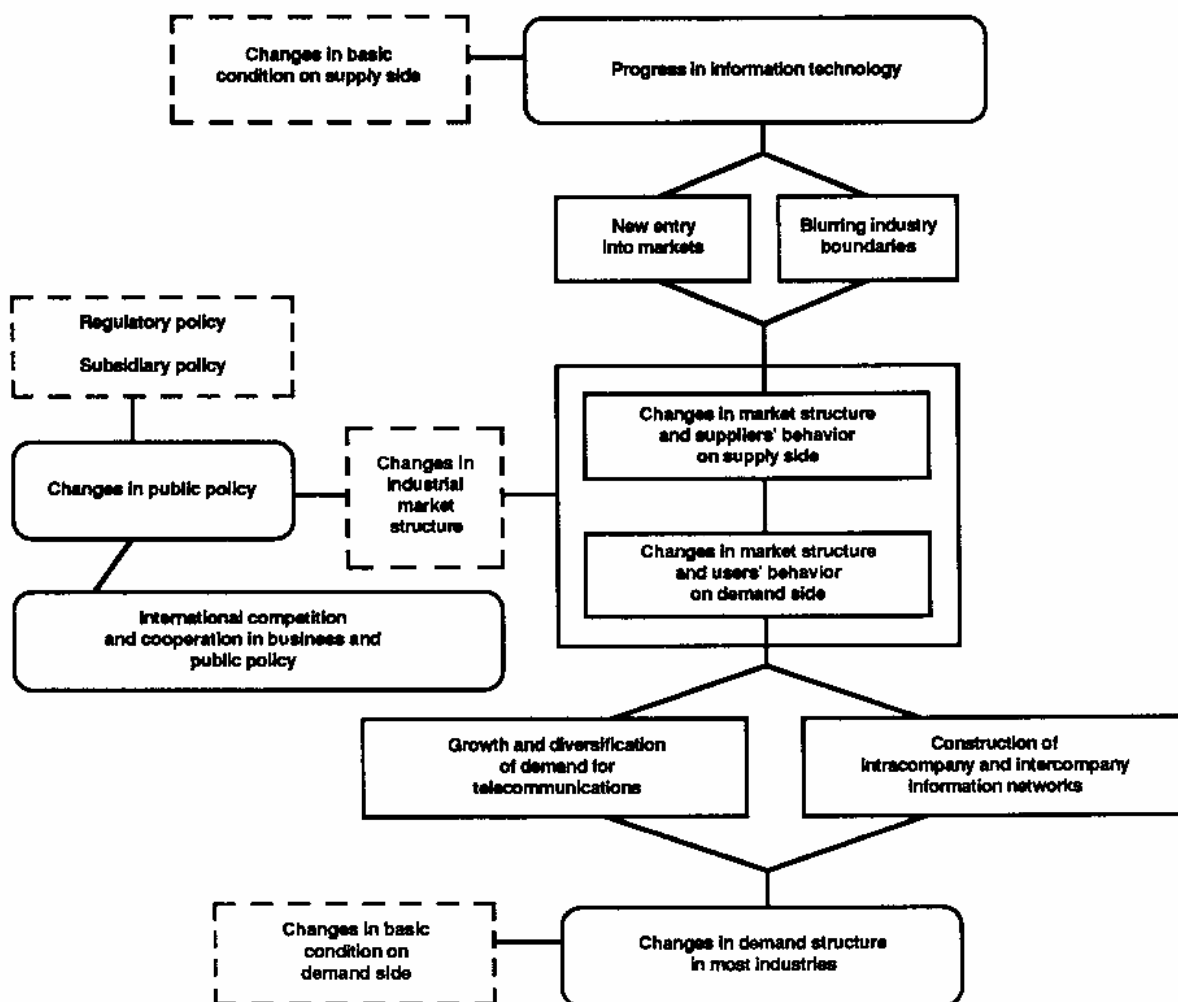 Changes in basic
condition on supply side
Progress in information technology
New entry
into markets
Blurring industry
boundaries
Regulatory policy
Subsidiary policy
Changes in public policy
Changes in
industrial
market
structure
Changes in market structure
and suppliers' behavior
on supply side
Changes in market structure
and users' behavior
on demand side
International competition
and cooperation in business and
public policy
Growth and diversification
of demand for
telecommunications
Construction of
intracompany and intercompany
information networks
Changes in basic
condition on
demand side
Changes in demand structure
in most industries